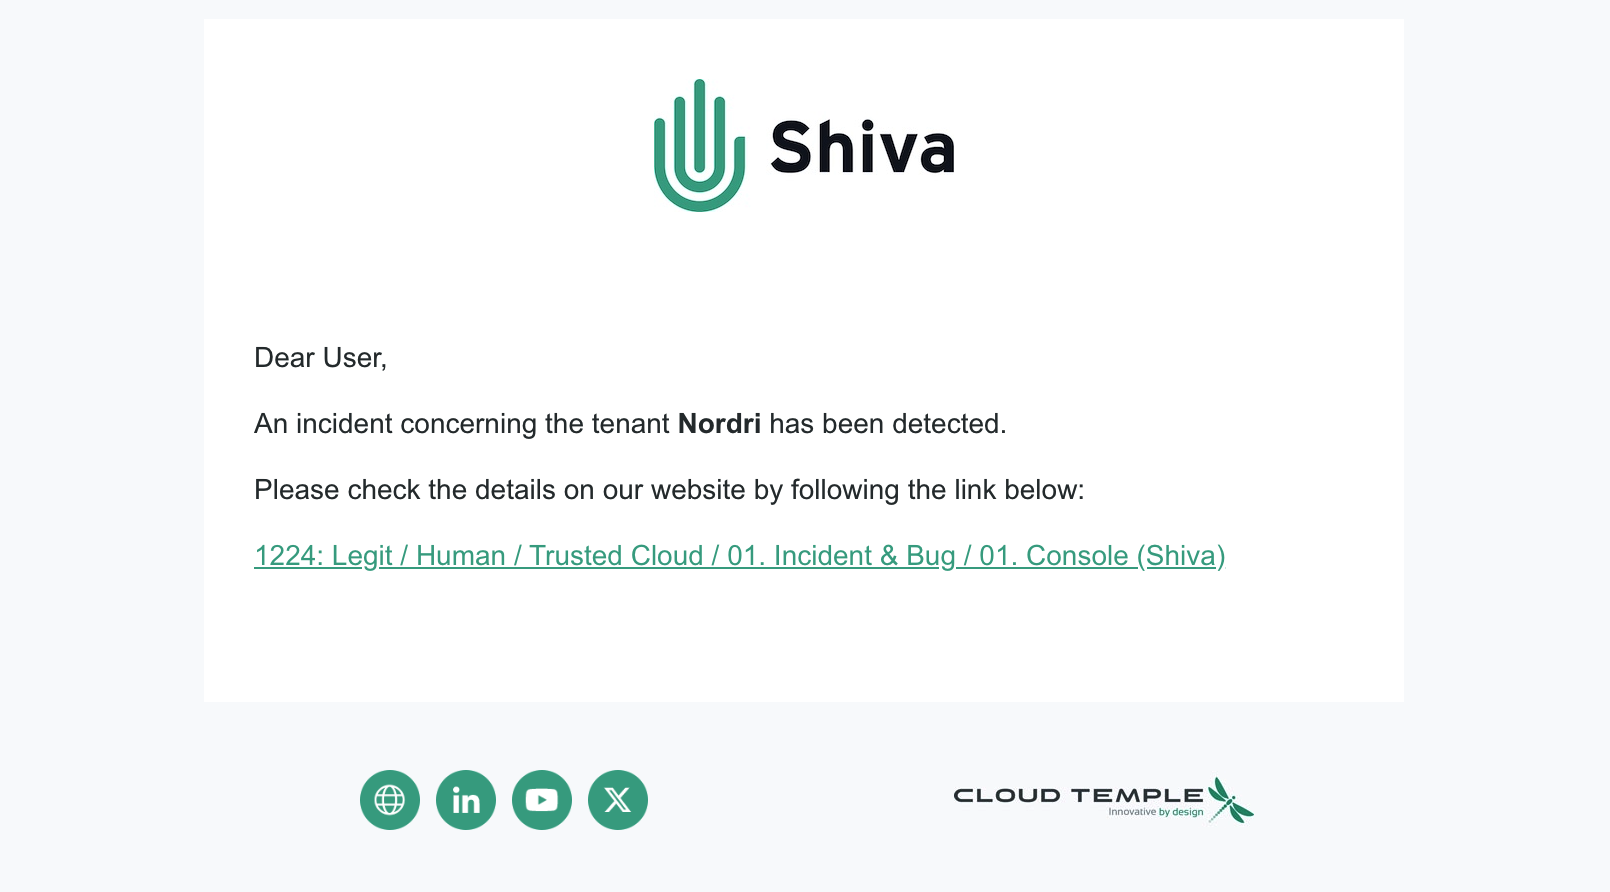 Shiva
Dear User,
An incident concerning the tenant Nordri has been detected.
Please check the details on our website by following the link below:
1224: Legit / Human / Trusted Cloud / 01. Incident & Bug / 01. Console (Shiva)
in
X
CLOUD TEMPLE
Innovative by design